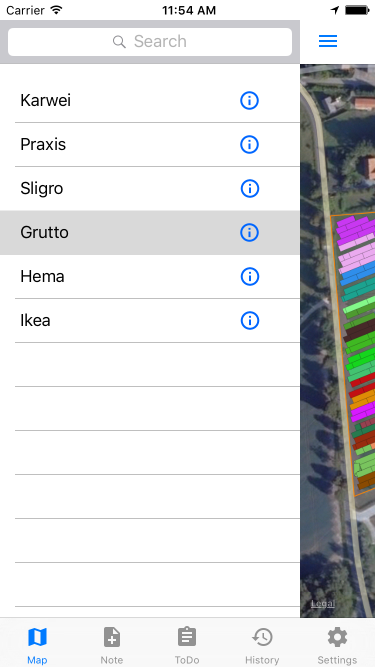 Carrier 11:54 AM
Search
Karwei
Praxis
Sligro
Grutto
Hema
Ikea
Legal
Map Note ToDo History Settings